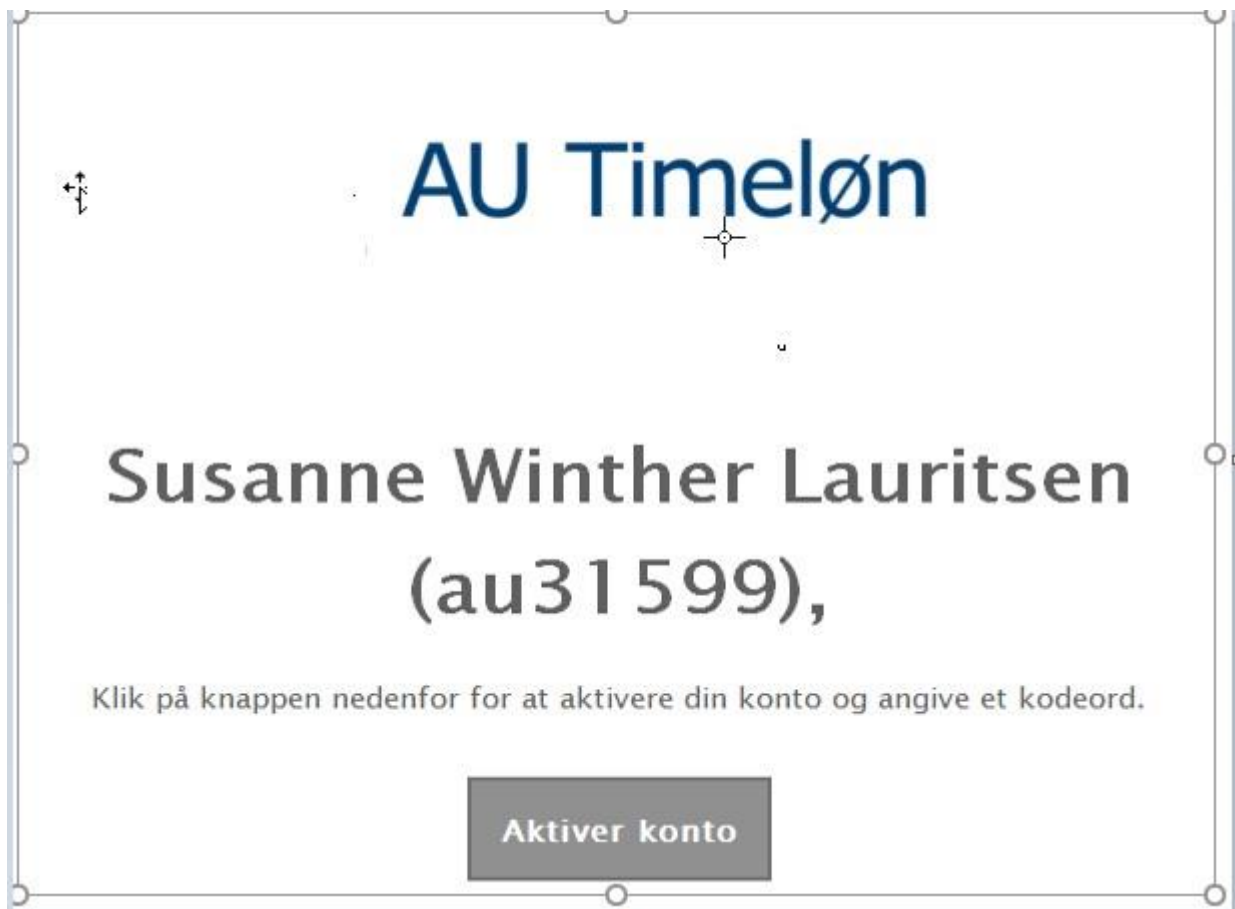 AU Timeløn
Susanne Winther Lauritsen
(au31599),
Klik på knappen nedenfor for at aktivere din konto og angive et kodeord.
Aktiver konto